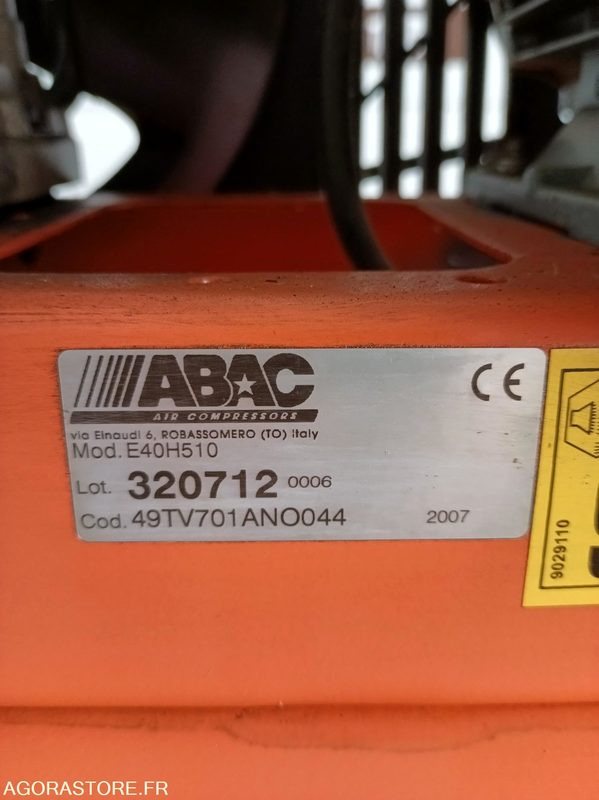 ABAC
AIR COMPRESSORS
CE
via Einaudi 6, ROBASSOMERO (TO) Italy
Mod. E40H510
Lot. 320712 0006
Cod. 49TV701ANO044 2007
9029110
AGORASTORE.FR